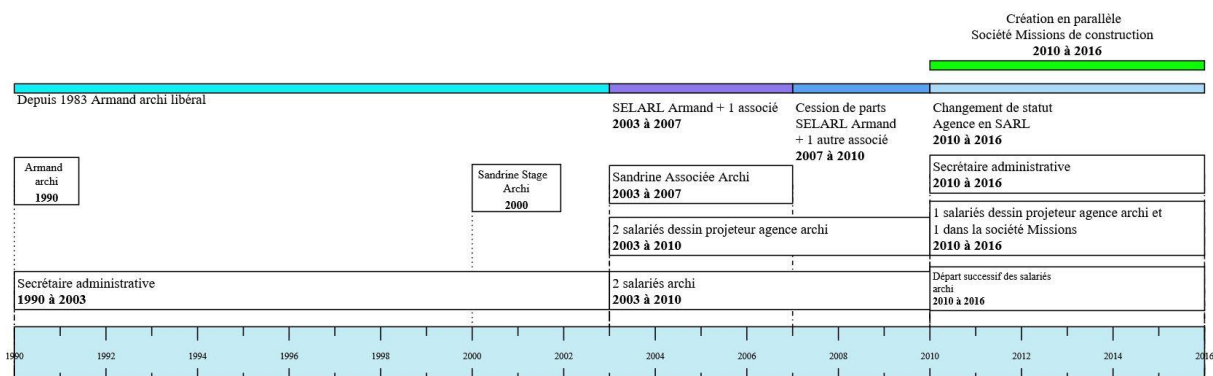 Création en parallèle
Société Missions de construction
2010 à 2016
Depuis 1983 Armand archi libéral
SELARL Armand + 1 associé
2003 à 2007
Cession de parts
SELARL Armand
+ 1 autre associé
2007 à 2010
Changement de statut
Agence en SARL
2010 à 2016
Armand
archi
1990
Sandrine Stage
Archi
2000
Sandrine Associée Archi
2003 à 2007
Secrétaire administrative
2010 à 2016
2 salariés dessin projeteur agence archi
2003 à 2010
1 salariés dessin projeteur agence archi et
1 dans la société Missions
2010 à 2016
Secrétaire administrative
1990 à 2003
2 salariés archi
2003 à 2010
Départ successif des salariés
archi
2010 à 2016
1990 1992 1994 1996 1998 2000 2002 2004 2006 2008 2010 2012 2014 2016